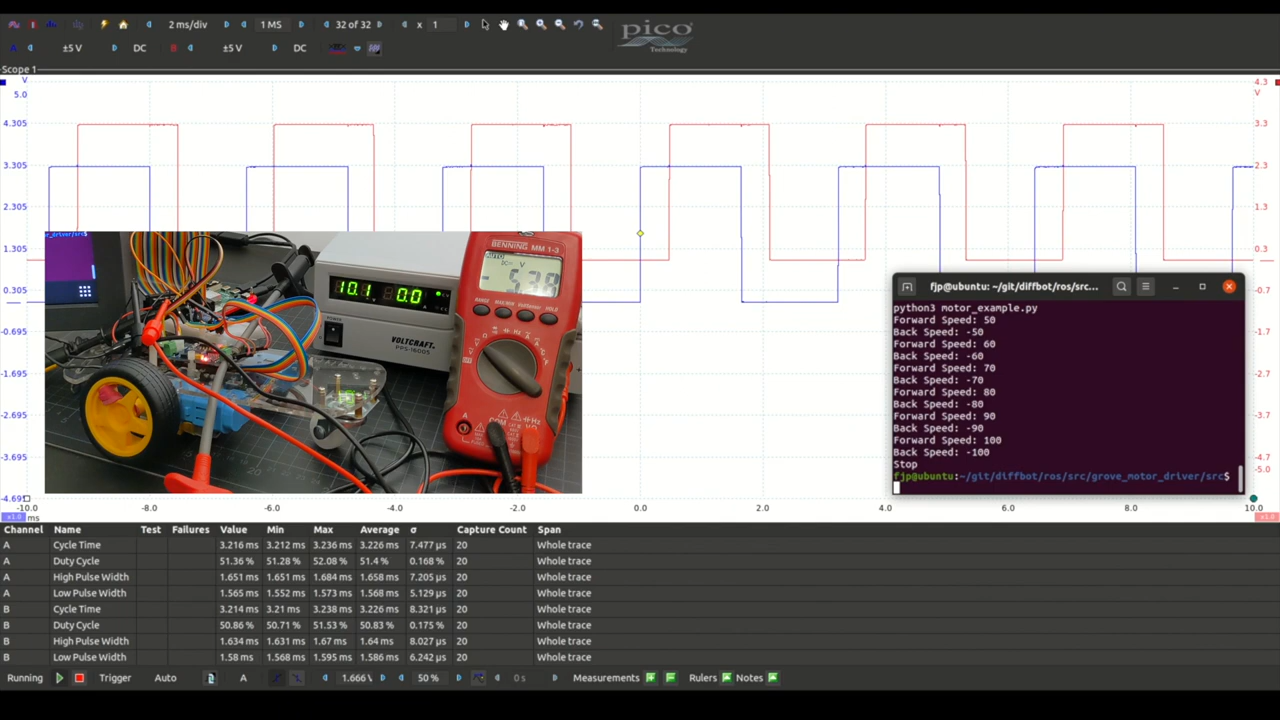 2 ms/div 1 MS 32 of 32 x 1
pico
Technology
A ±5 V DC B ±5 V DC
Scope 1
V
5.0
4.305
3.305
2.305
1.305
0.305
-0.695
-1.695
-2.695
-3.695
-4.695
4.3
V
3.3
2.3
1.3
0.3
-0.7
-1.7
-2.7
-3.7
-4.7
-5.0
-10.0 -8.0 -6.0 -4.0 -2.0 0.0 2.0 4.0 6.0 8.0 10.0
x1.0 ms x1.0
10.1 0.0
VOLTCRAFT
PPS-16005
BENNING MM 1-3
fjp@ubuntu: ~/git/diffbot/ros/src...
python3 motor_example.py
Forward Speed: 50
Back Speed: -50
Forward Speed: 60
Back Speed: -60
Forward Speed: 70
Back Speed: -70
Forward Speed: 80
Back Speed: -80
Forward Speed: 90
Back Speed: -90
Forward Speed: 100
Back Speed: -100
Stop
fjp@ubuntu:~/git/diffbot/ros/src/grove_motor_driver/src$
Channel Name Test Failures Value Min Max Average σ Capture Count Span
A Cycle Time 3.216 ms 3.212 ms 3.236 ms 3.226 ms 7.477 µs 20 Whole trace
A Duty Cycle 51.36 % 51.28 % 52.08 % 51.4 % 0.168 % 20 Whole trace
A High Pulse Width 1.651 ms 1.651 ms 1.684 ms 1.658 ms 7.205 µs 20 Whole trace
A Low Pulse Width 1.565 ms 1.552 ms 1.573 ms 1.568 ms 5.129 µs 20 Whole trace
B Cycle Time 3.214 ms 3.21 ms 3.238 ms 3.226 ms 8.321 µs 20 Whole trace
B Duty Cycle 50.86 % 50.71 % 51.53 % 50.83 % 0.175 % 20 Whole trace
B High Pulse Width 1.634 ms 1.631 ms 1.67 ms 1.64 ms 8.027 µs 20 Whole trace
B Low Pulse Width 1.58 ms 1.568 ms 1.595 ms 1.586 ms 6.242 µs 20 Whole trace
Running Trigger Auto A 1.666 V 50 % 0 s Measurements Rulers Notes